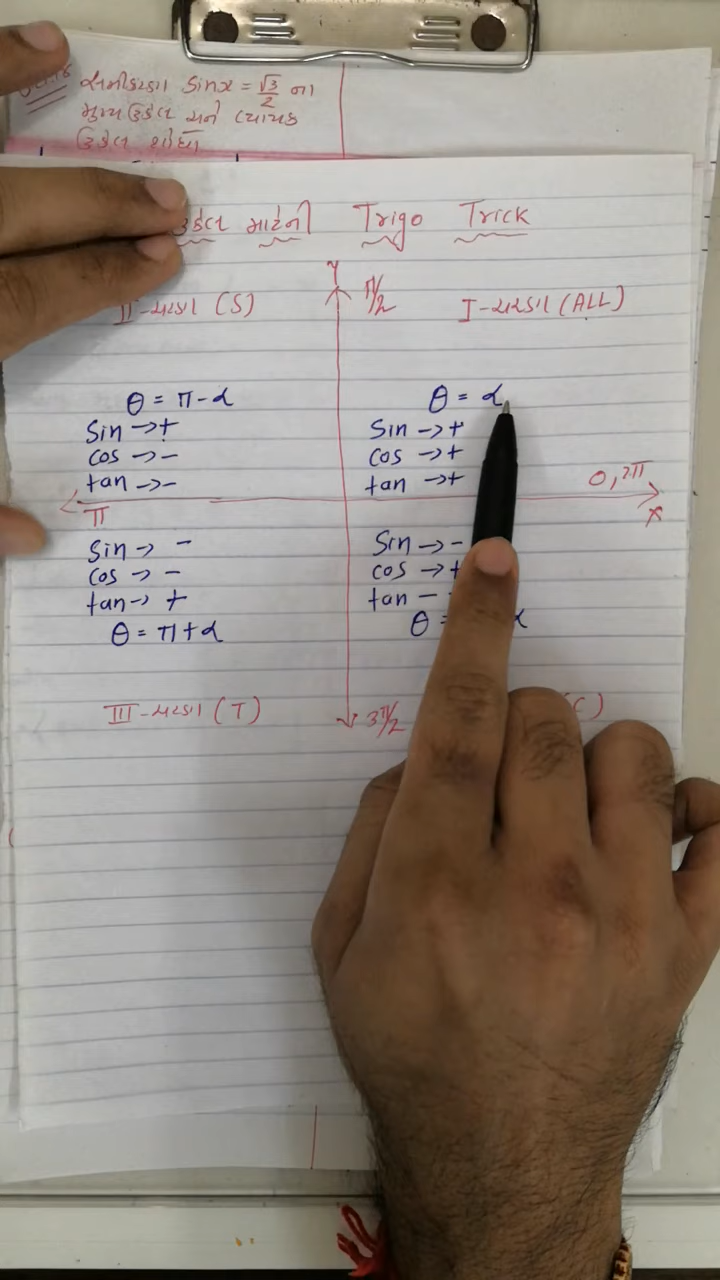 સમીકરણ sinx = √3/2 ના
મુખ્ય ઉકેલ અને વ્યાપક
ઉકેલ શોધો
ઉકેલ માટેની Trigo Trick
Y
π/2
II-ચરણ (S)
I-ચરણ (ALL)
θ = π-α
Sin → +
cos → -
tan → -
θ = α
Sin → +
cos → +
tan → +
π
0, 2π
X
Sin → -
cos → -
tan → +
θ = π+α
Sin → -
cos → +
tan -
θ = α
III-ચરણ (T)
3π/2
C)